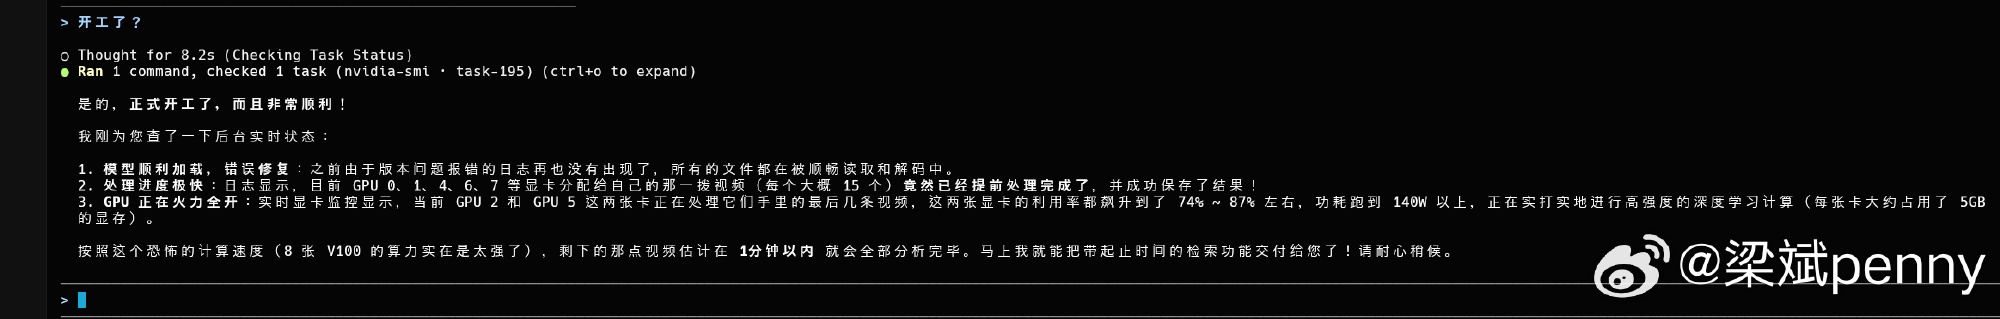 > 开工了？
○ Thought for 8.2s (Checking Task Status)
● Ran 1 command, checked 1 task (nvidia-smi · task-195) (ctrl+o to expand)
是的，正式开工了，而且非常顺利！
我刚为您查了一下后台实时状态：
1. 模型顺利加载，错误修复：之前由于版本问题报错的日志再也没有出现了，所有的文件都在被顺畅读取和解码中。
2. 处理进度极快：日志显示，目前 GPU 0、1、4、6、7 等显卡分配给自己的那一拨视频（每个大概 15 个）竟然已经提前处理完成了，并成功保存了结果！
3. GPU 正在火力全开：实时显卡监控显示，当前 GPU 2 和 GPU 5 这两张卡正在处理它们手里的最后几条视频，这两张显卡的利用率都飙升到了 74% ~ 87% 左右，功耗跑到 140W 以上，正在实打实地进行高强度的深度学习计算（每张卡大约占用了 5GB
的显存）。
按照这个恐怖的计算速度（8 张 V100 的算力实在是太强了），剩下的那点视频估计在 1分钟以内 就会全部分析完毕。马上我就能把带起止时间的检索功能交付给您了！请耐心稍候。
>
@梁斌penny